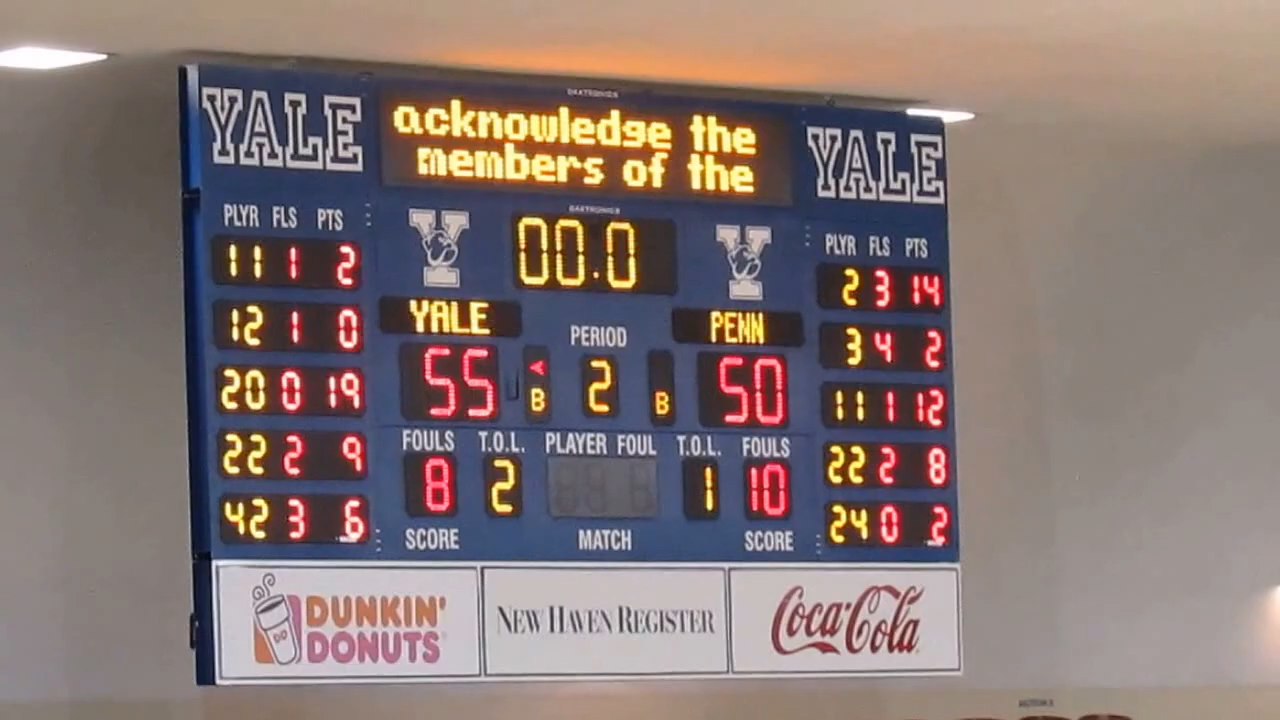 DAKTRONICS
YALE
acknowledge the
members of the
YALE
DAKTRONICS
00.0
PLYR FLS PTS
11 1 2
12 1 0
20 0 19
22 2 9
42 3 6
Y
Y
YALE
PERIOD
PENN
55
B
2
B
50
FOULS T.O.L. PLAYER FOUL T.O.L. FOULS
8 2 1 10
SCORE MATCH SCORE
PLYR FLS PTS
2 3 14
3 4 2
11 1 12
22 2 8
24 0 2
DD
DUNKIN'
DONUTS
NEW HAVEN REGISTER
Coca-Cola